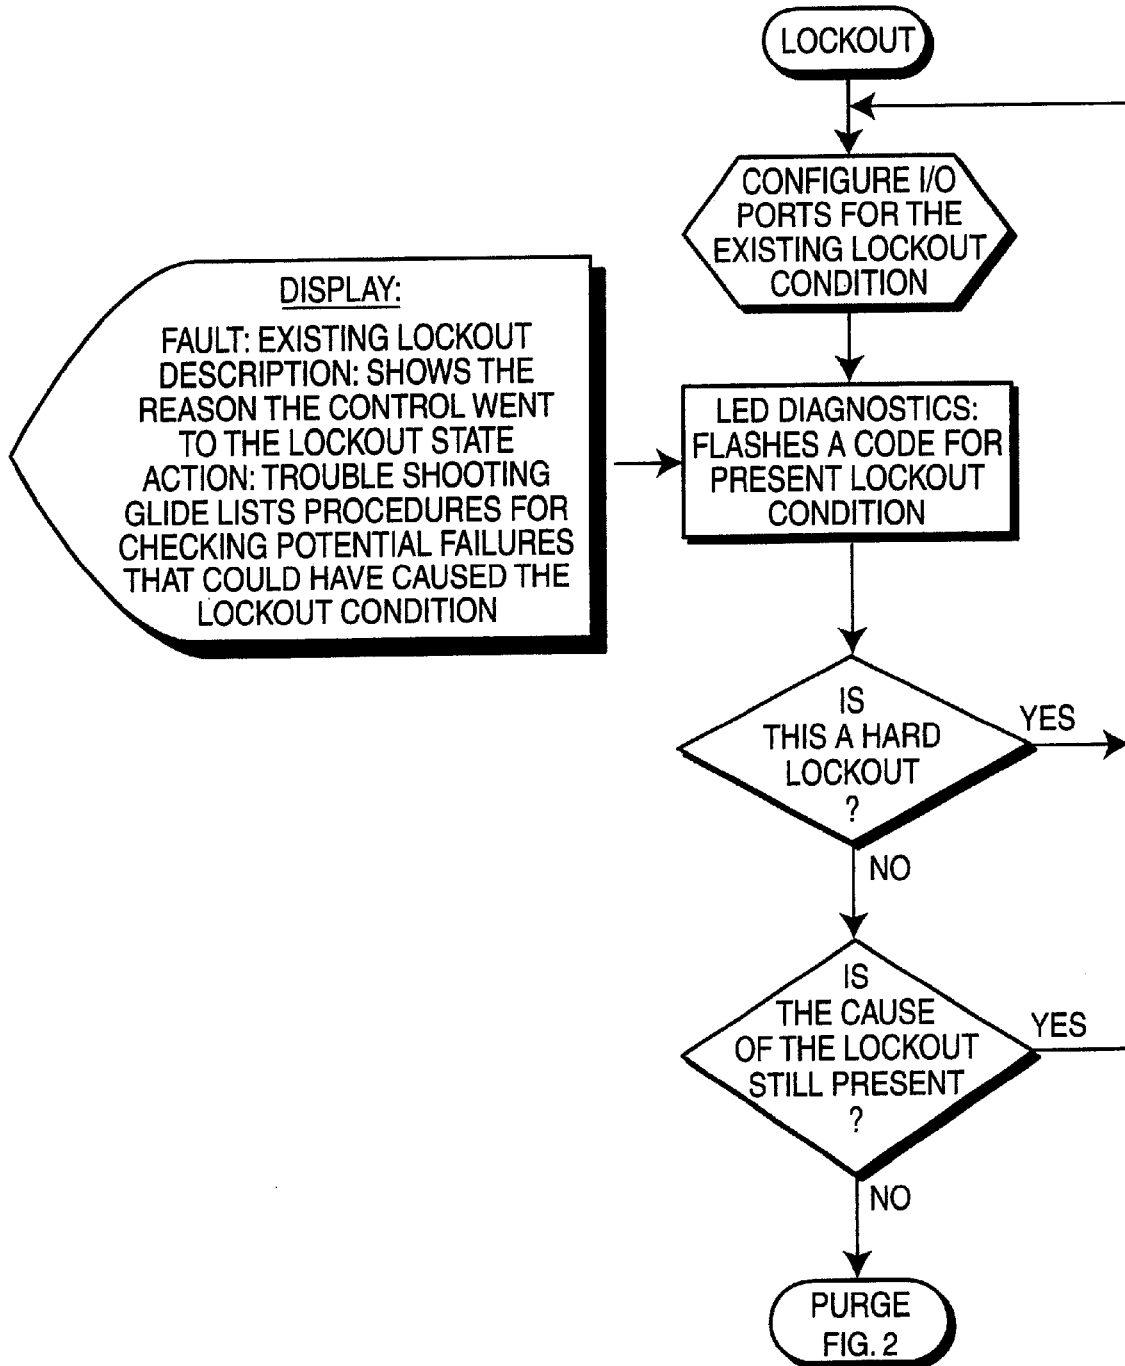 LOCKOUT
CONFIGURE I/O
PORTS FOR THE
EXISTING LOCKOUT
CONDITION
DISPLAY:
FAULT: EXISTING LOCKOUT
DESCRIPTION: SHOWS THE
REASON THE CONTROL WENT
TO THE LOCKOUT STATE
ACTION: TROUBLE SHOOTING
GLIDE LISTS PROCEDURES FOR
CHECKING POTENTIAL FAILURES
THAT COULD HAVE CAUSED THE
LOCKOUT CONDITION
LED DIAGNOSTICS:
FLASHES A CODE FOR
PRESENT LOCKOUT
CONDITION
IS
THIS A HARD
LOCKOUT
?
YES
NO
IS
THE CAUSE
OF THE LOCKOUT
STILL PRESENT
?
YES
NO
PURGE
FIG. 2